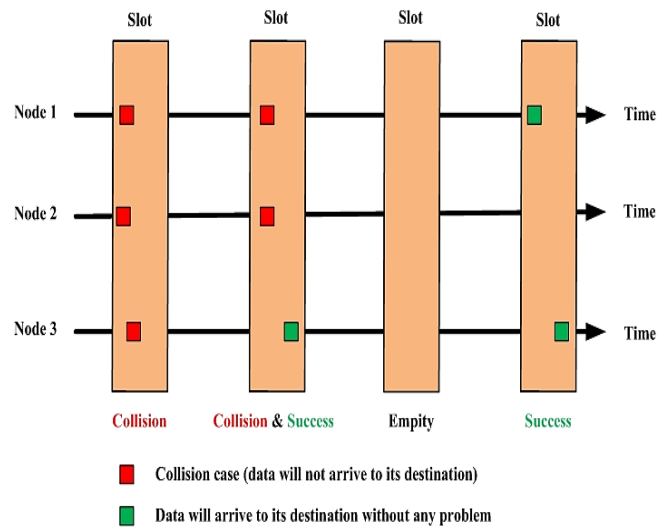 Slot Slot Slot Slot
Node 1 Time
Node 2 Time
Node 3 Time
Collision Collision & Success Empity Success
Collision case (data will not arrive to its destination)
Data will arrive to its destination without any problem